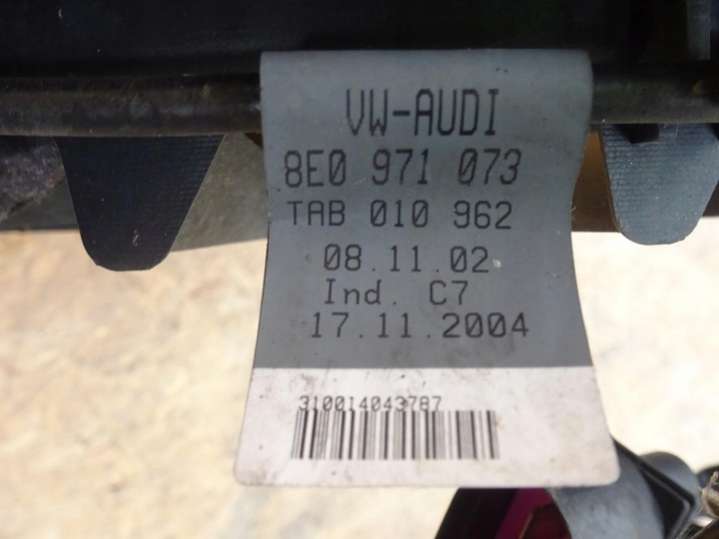 VW-AUDI
8E0 971 073
TAB 010 962
08.11.02
Ind. C7
17.11.2004
310014043787